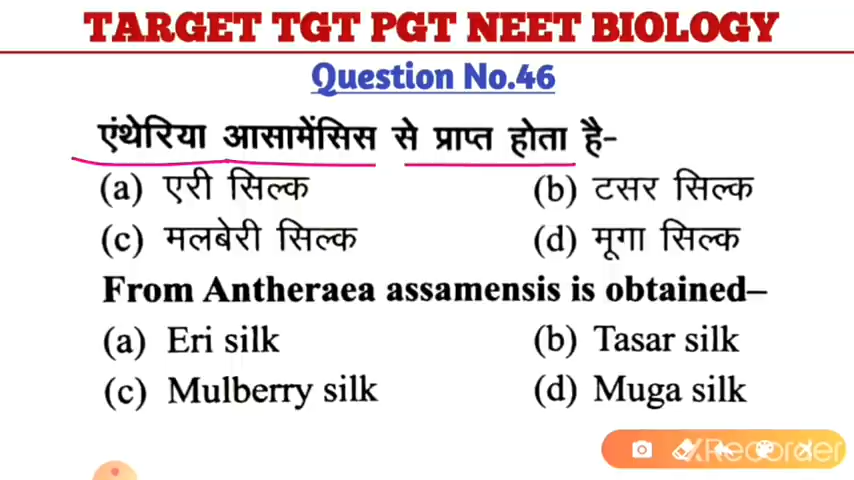 TARGET TGT PGT NEET BIOLOGY
Question No.46
एंथेरिया आसामेंसिस से प्राप्त होता है-
(a) एरी सिल्क (b) टसर सिल्क
(c) मलबेरी सिल्क (d) मूगा सिल्क
From Antheraea assamensis is obtained–
(a) Eri silk (b) Tasar silk
(c) Mulberry silk (d) Muga silk
XRecorder